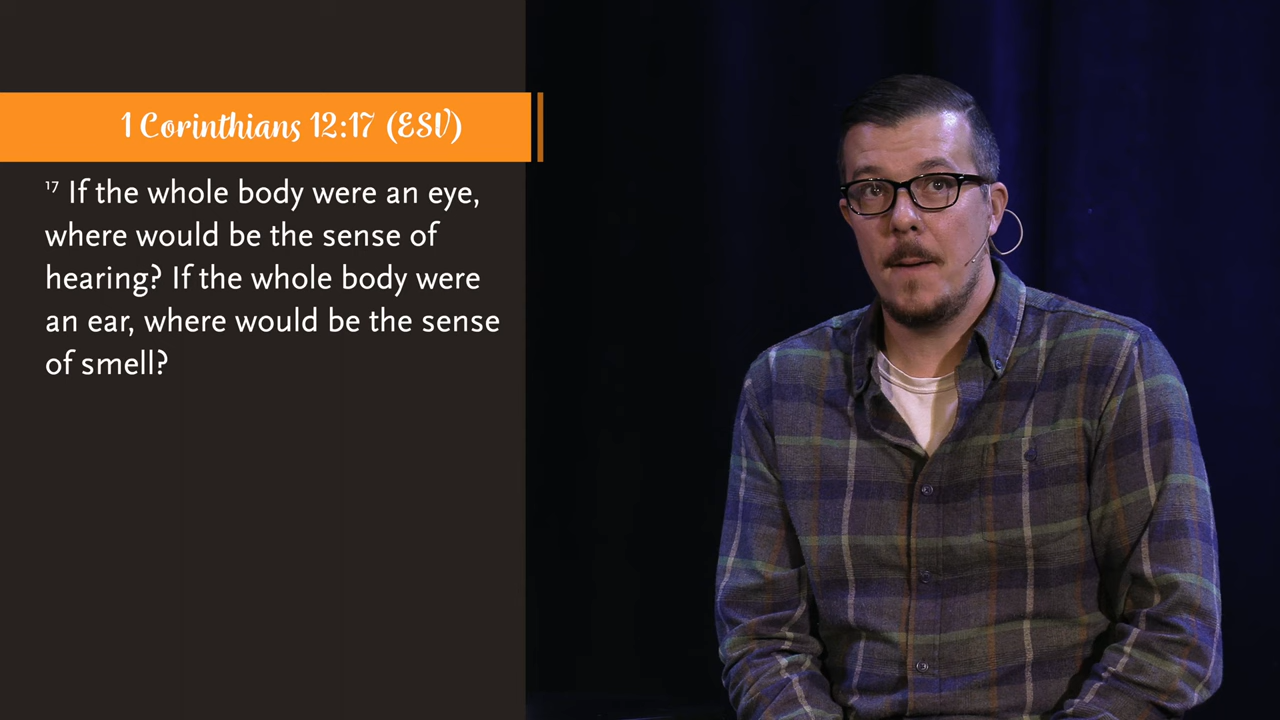 1 Corinthians 12:17 (ESV)
¹⁷ If the whole body were an eye,
where would be the sense of
hearing? If the whole body were
an ear, where would be the sense
of smell?